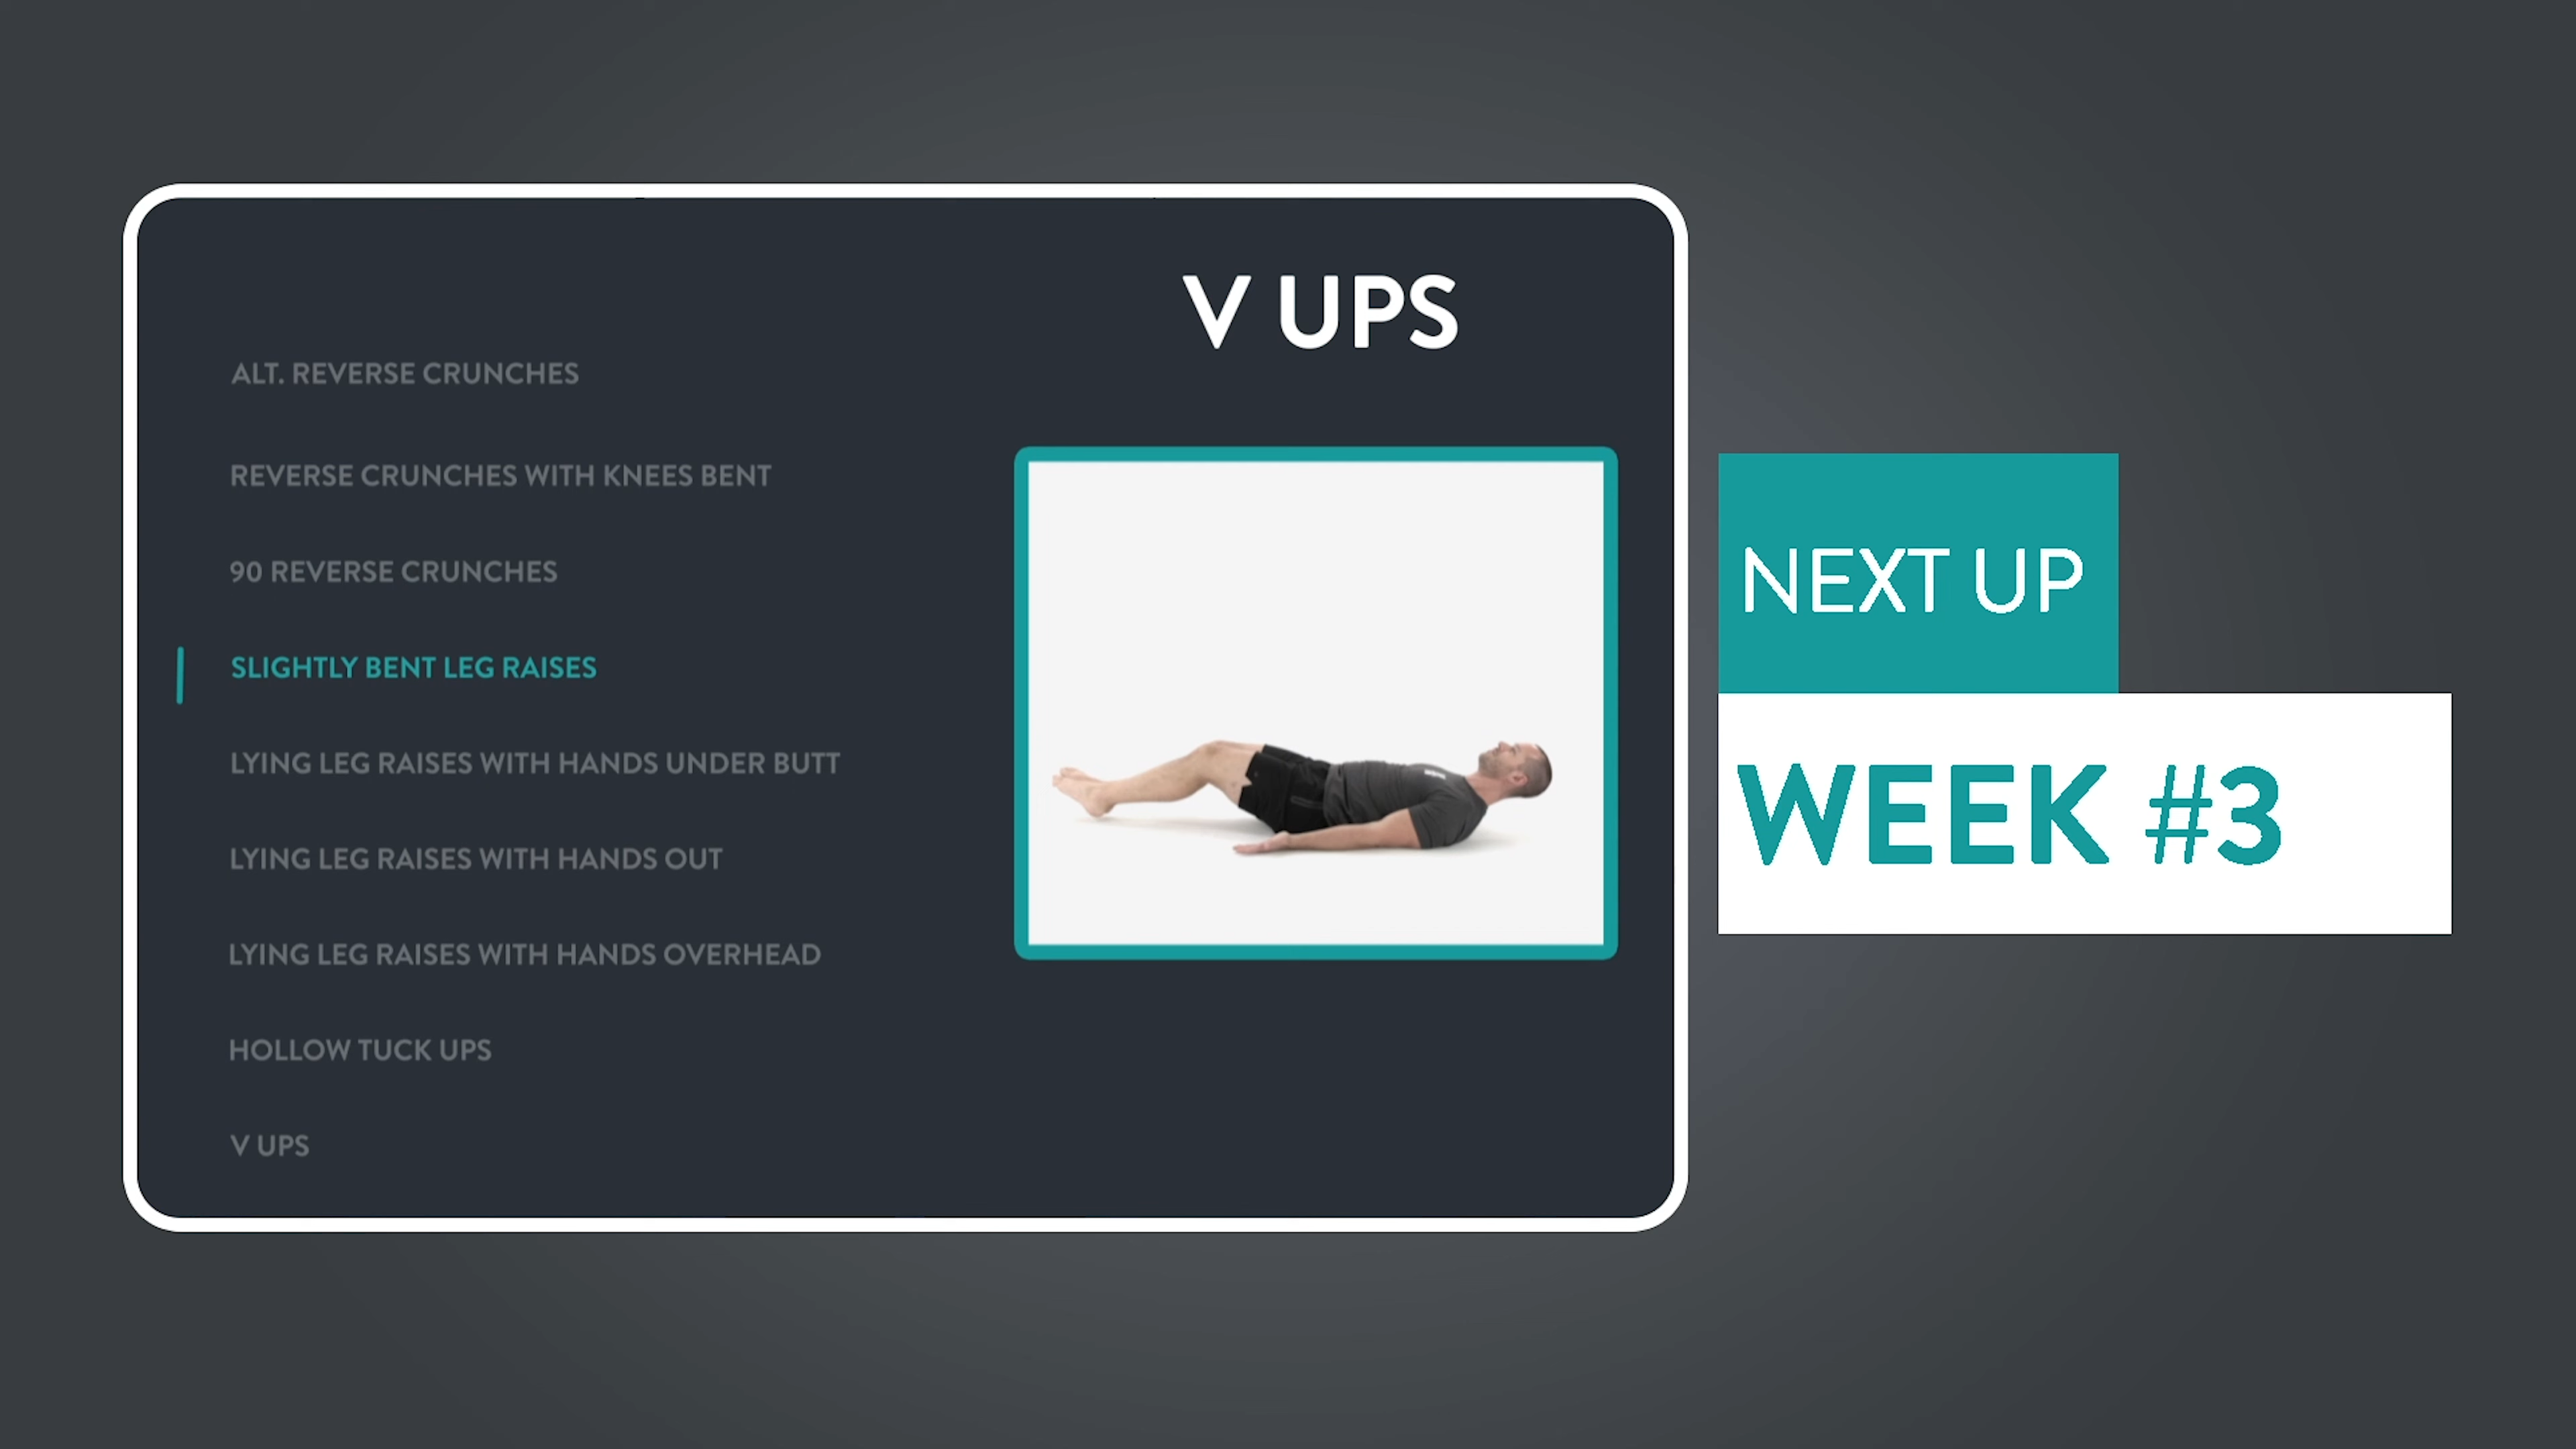 V UPS
ALT. REVERSE CRUNCHES
REVERSE CRUNCHES WITH KNEES BENT
90 REVERSE CRUNCHES
SLIGHTLY BENT LEG RAISES
LYING LEG RAISES WITH HANDS UNDER BUTT
LYING LEG RAISES WITH HANDS OUT
LYING LEG RAISES WITH HANDS OVERHEAD
HOLLOW TUCK UPS
V UPS
NEXT UP
WEEK #3